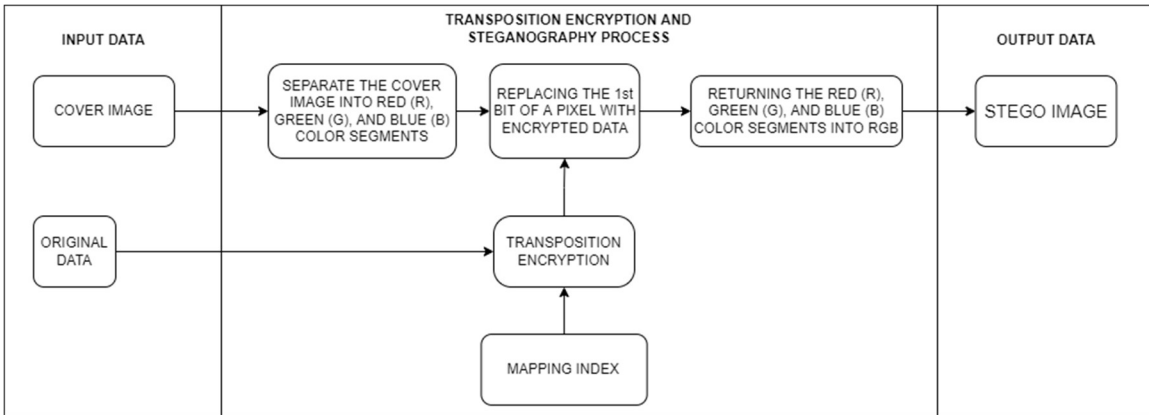 INPUT DATA
TRANSPOSITION ENCRYPTION AND
STEGANOGRAPHY PROCESS
OUTPUT DATA
COVER IMAGE
SEPARATE THE COVER
IMAGE INTO RED (R),
GREEN (G), AND BLUE (B)
COLOR SEGMENTS
REPLACING THE 1st
BIT OF A PIXEL WITH
ENCRYPTED DATA
RETURNING THE RED (R),
GREEN (G), AND BLUE (B)
COLOR SEGMENTS INTO RGB
STEGO IMAGE
ORIGINAL
DATA
TRANSPOSITION
ENCRYPTION
MAPPING INDEX